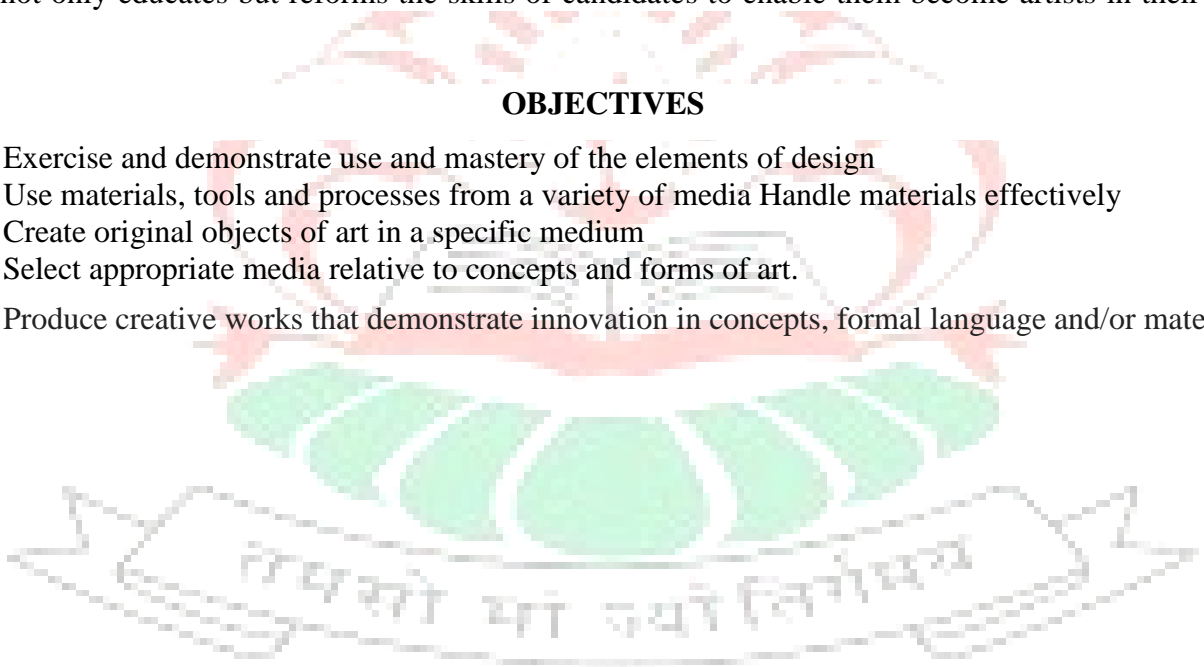 not only educates but reforms the skills of candidates to enable them become artists in their
OBJECTIVES
Exercise and demonstrate use and mastery of the elements of design
Use materials, tools and processes from a variety of media Handle materials effectively
Create original objects of art in a specific medium
Select appropriate media relative to concepts and forms of art.
Produce creative works that demonstrate innovation in concepts, formal language and/or mate